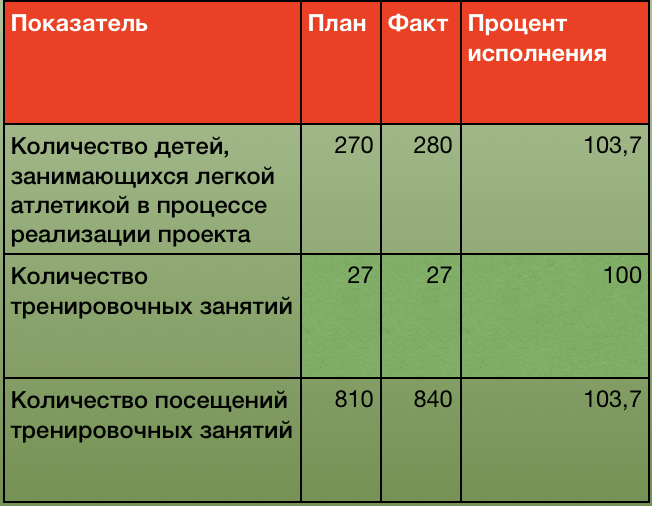 Показатель План Факт Процент
исполнения
Количество детей, 270 280 103,7
занимающихся легкой
атлетикой в процессе
реализации проекта
Количество 27 27 100
тренировочных занятий
Количество посещений 810 840 103,7
тренировочных занятий